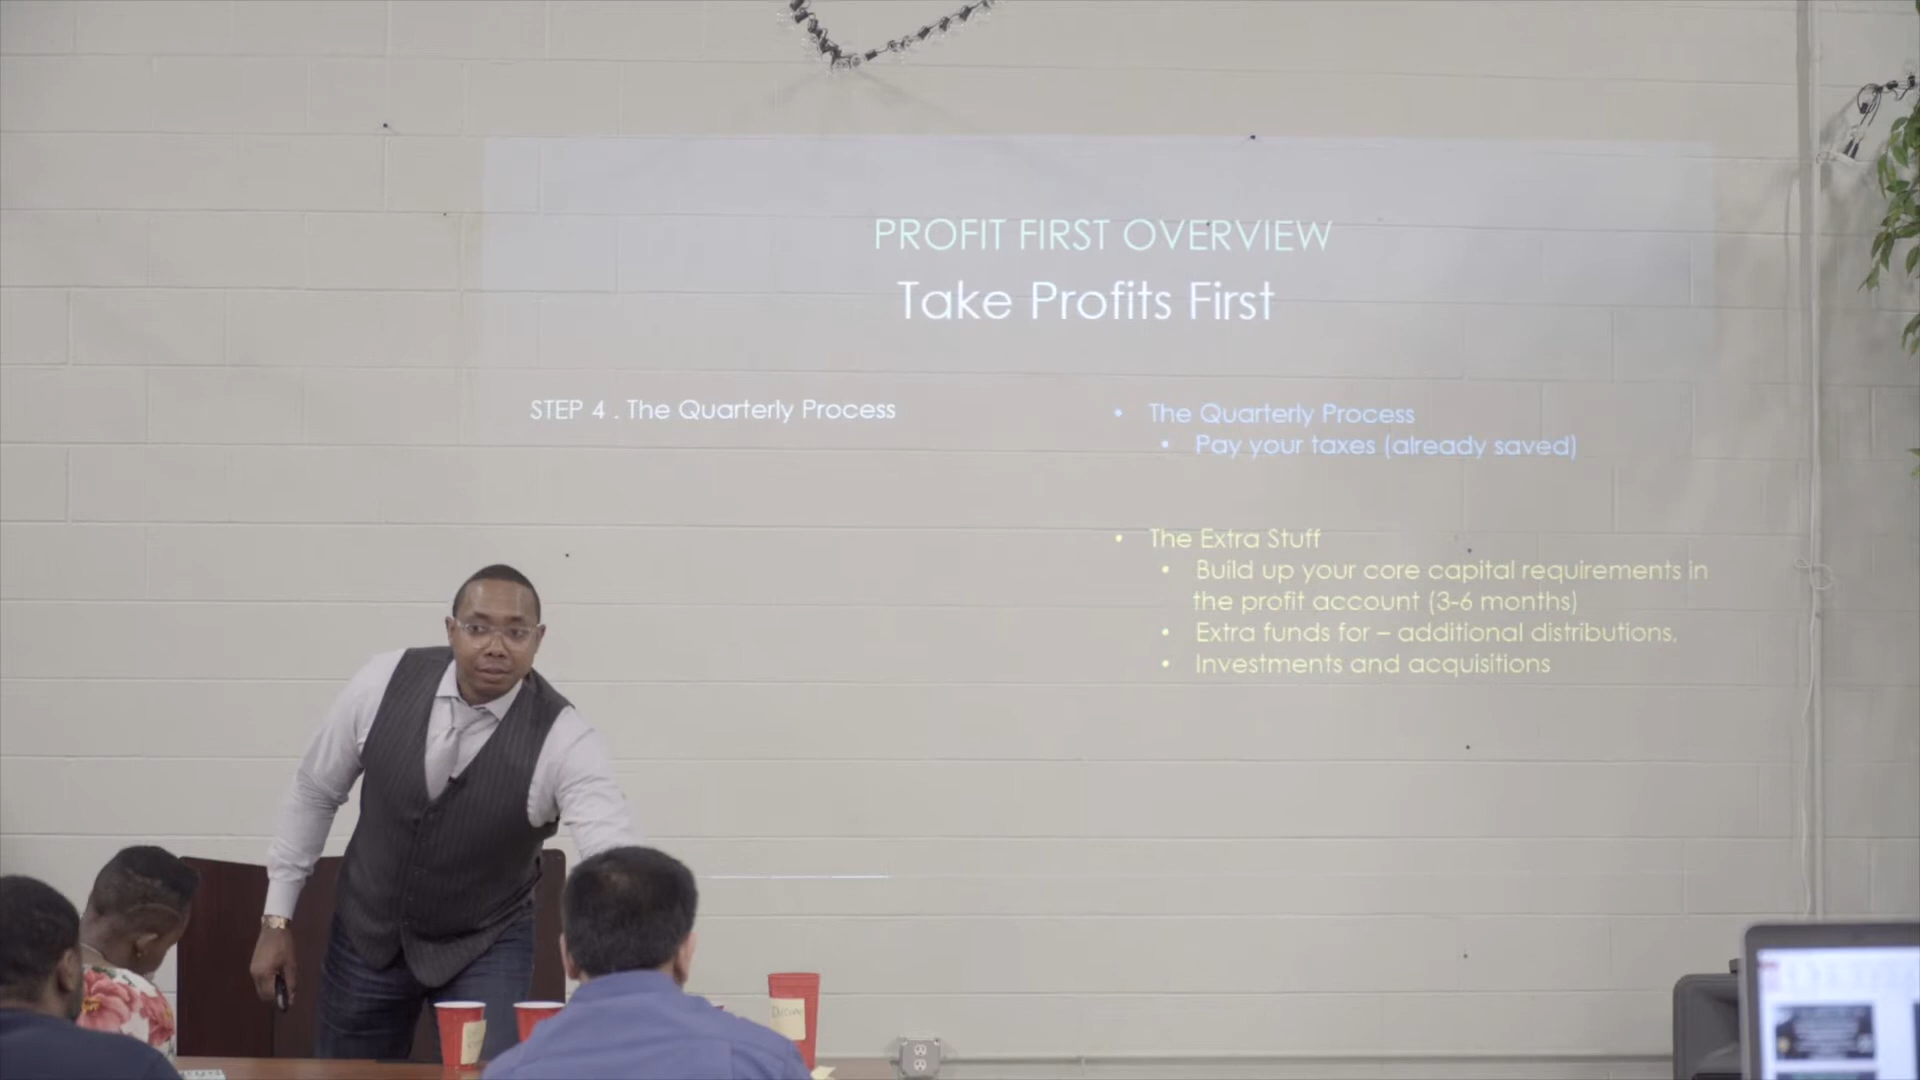 PROFIT FIRST OVERVIEW
Take Profits First
STEP 4 . The Quarterly Process
• The Quarterly Process
• Pay your taxes (already saved)
• The Extra Stuff
• Build up your core capital requirements in
the profit account (3-6 months)
• Extra funds for – additional distributions,
• Investments and acquisitions